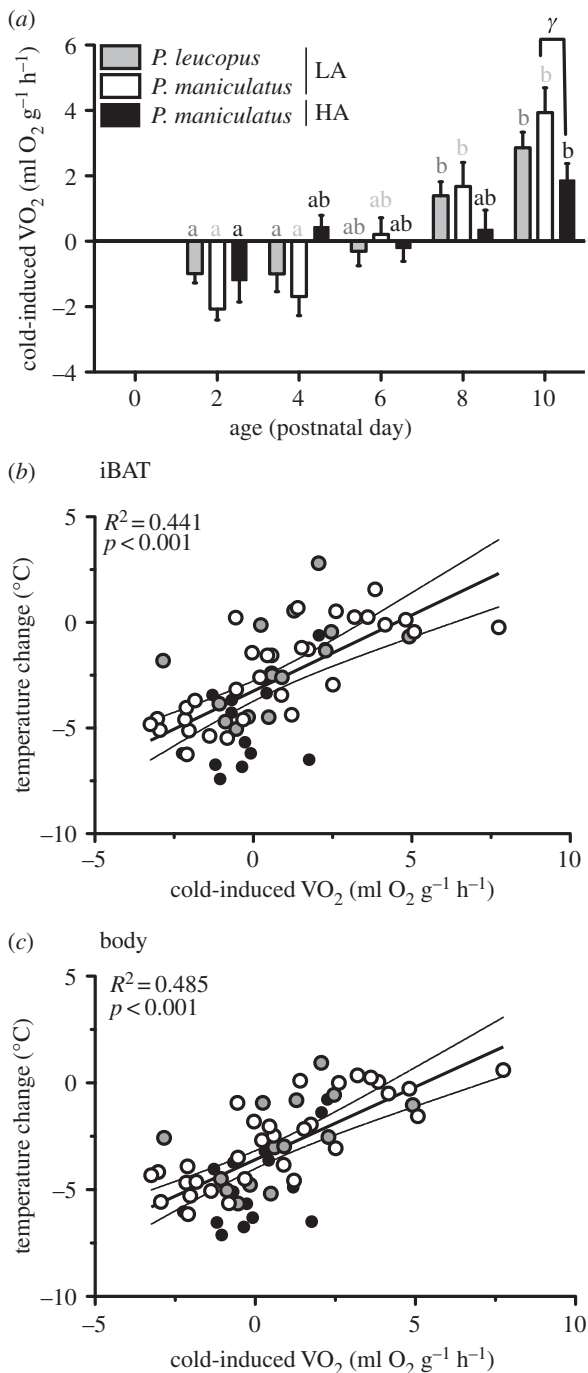 (a)
γ
6
P. leucopus
LA
P. maniculatus
P. maniculatus
HA
b
b
b
4
b
b
2
ab
ab
ab
ab
ab
a
a
a
a
a
0
−2
−4
cold-induced VO2 (ml O2 g−1 h−1)
0
2
4
6
8
10
age (postnatal day)
(b)
iBAT
R2 = 0.441
p < 0.001
5
0
−5
−10
temperature change (°C)
−5
0
5
10
cold-induced VO2 (ml O2 g−1 h−1)
(c)
body
R2 = 0.485
p < 0.001
5
0
−5
−10
temperature change (°C)
−5
0
5
10
cold-induced VO2 (ml O2 g−1 h−1)